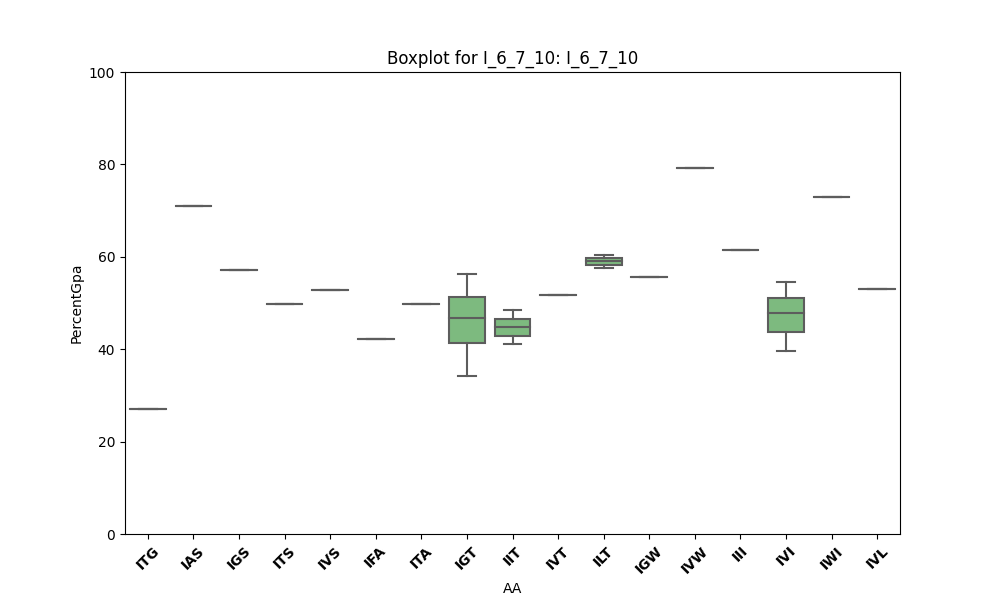 Boxplot for I_6_7_10: I_6_7_10
100
80
60
40
20
0
PercentGpa
ITG IAS IGS ITS IVS IFA ITA IGT IIT IVT ILT IGW IVW III IVI IWI IVL
AA